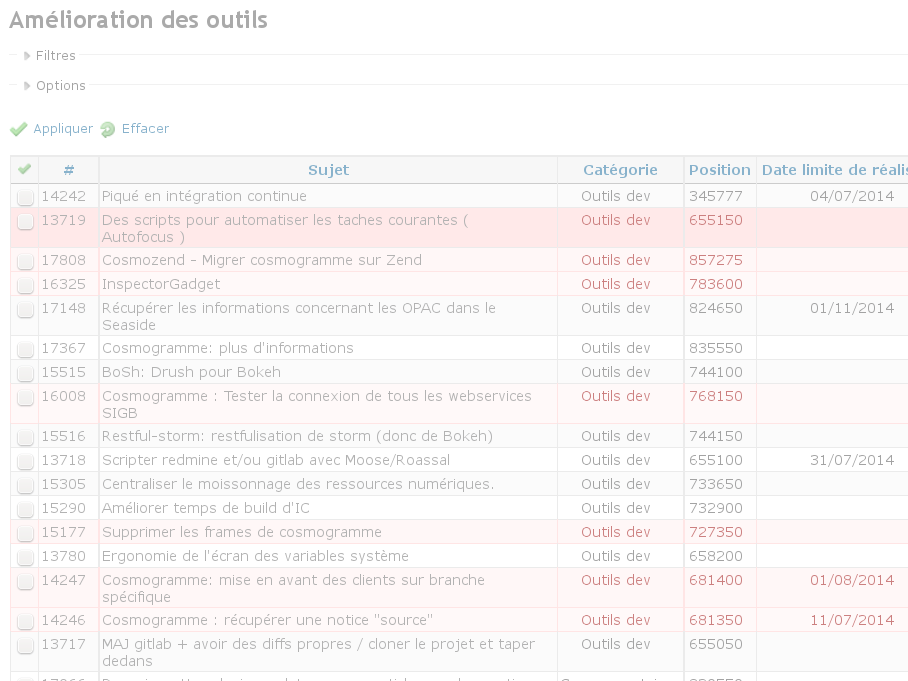 Amélioration des outils
Filtres
Options
Appliquer Effacer
# Sujet Catégorie Position Date limite de réalis
14242 Piqué en intégration continue Outils dev 345777 04/07/2014
13719 Des scripts pour automatiser les taches courantes ( Outils dev 655150
Autofocus )
17808 Cosmozend - Migrer cosmogramme sur Zend Outils dev 857275
16325 InspectorGadget Outils dev 783600
17148 Récupérer les informations concernant les OPAC dans le Outils dev 824650 01/11/2014
Seaside
17367 Cosmogramme: plus d'informations Outils dev 835550
15515 BoSh: Drush pour Bokeh Outils dev 744100
16008 Cosmogramme : Tester la connexion de tous les webservices Outils dev 768150
SIGB
15516 Restful-storm: restfulisation de storm (donc de Bokeh) Outils dev 744150
13718 Scripter redmine et/ou gitlab avec Moose/Roassal Outils dev 655100 31/07/2014
15305 Centraliser le moissonnage des ressources numériques. Outils dev 733650
15290 Améliorer temps de build d'IC Outils dev 732900
15177 Supprimer les frames de cosmogramme Outils dev 727350
13780 Ergonomie de l'écran des variables système Outils dev 658200
14247 Cosmogramme: mise en avant des clients sur branche Outils dev 681400 01/08/2014
spécifique
14246 Cosmogramme : récupérer une notice "source" Outils dev 681350 11/07/2014
13717 MAJ gitlab + avoir des diffs propres / cloner le projet et taper Outils dev 655050
dedans